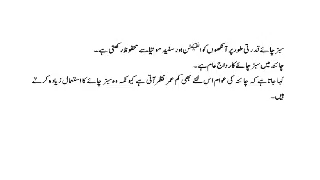 سبز چائے قدرتی طور پر آنکھوں کو انفیکشن اور سفید موتیا سے محفوظ رکھتی ہے۔
چائنہ میں سبز چائے کا رواج عام ہے۔
کہا جاتا ہے کہ چائنہ کی عوام اس لئے بھی کم عمر نظر آتی ہے کیونکہ وہ سبز چائے کا استعمال زیادہ کرتے
ہیں۔